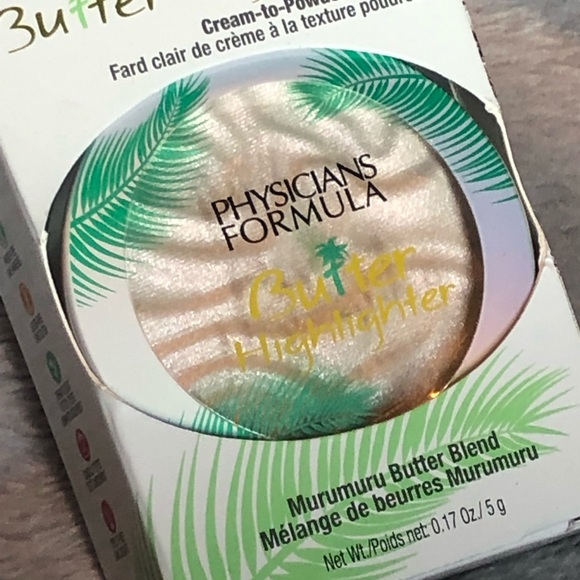 Butter
Cream-to-Powder
Fard clair de crème à la texture poudre
PHYSICIANS
FORMULA
Butter
Highlighter
Murumuru Butter Blend
Mélange de beurres Murumuru
Net Wt./Poids net: 0.17 Oz./5 g